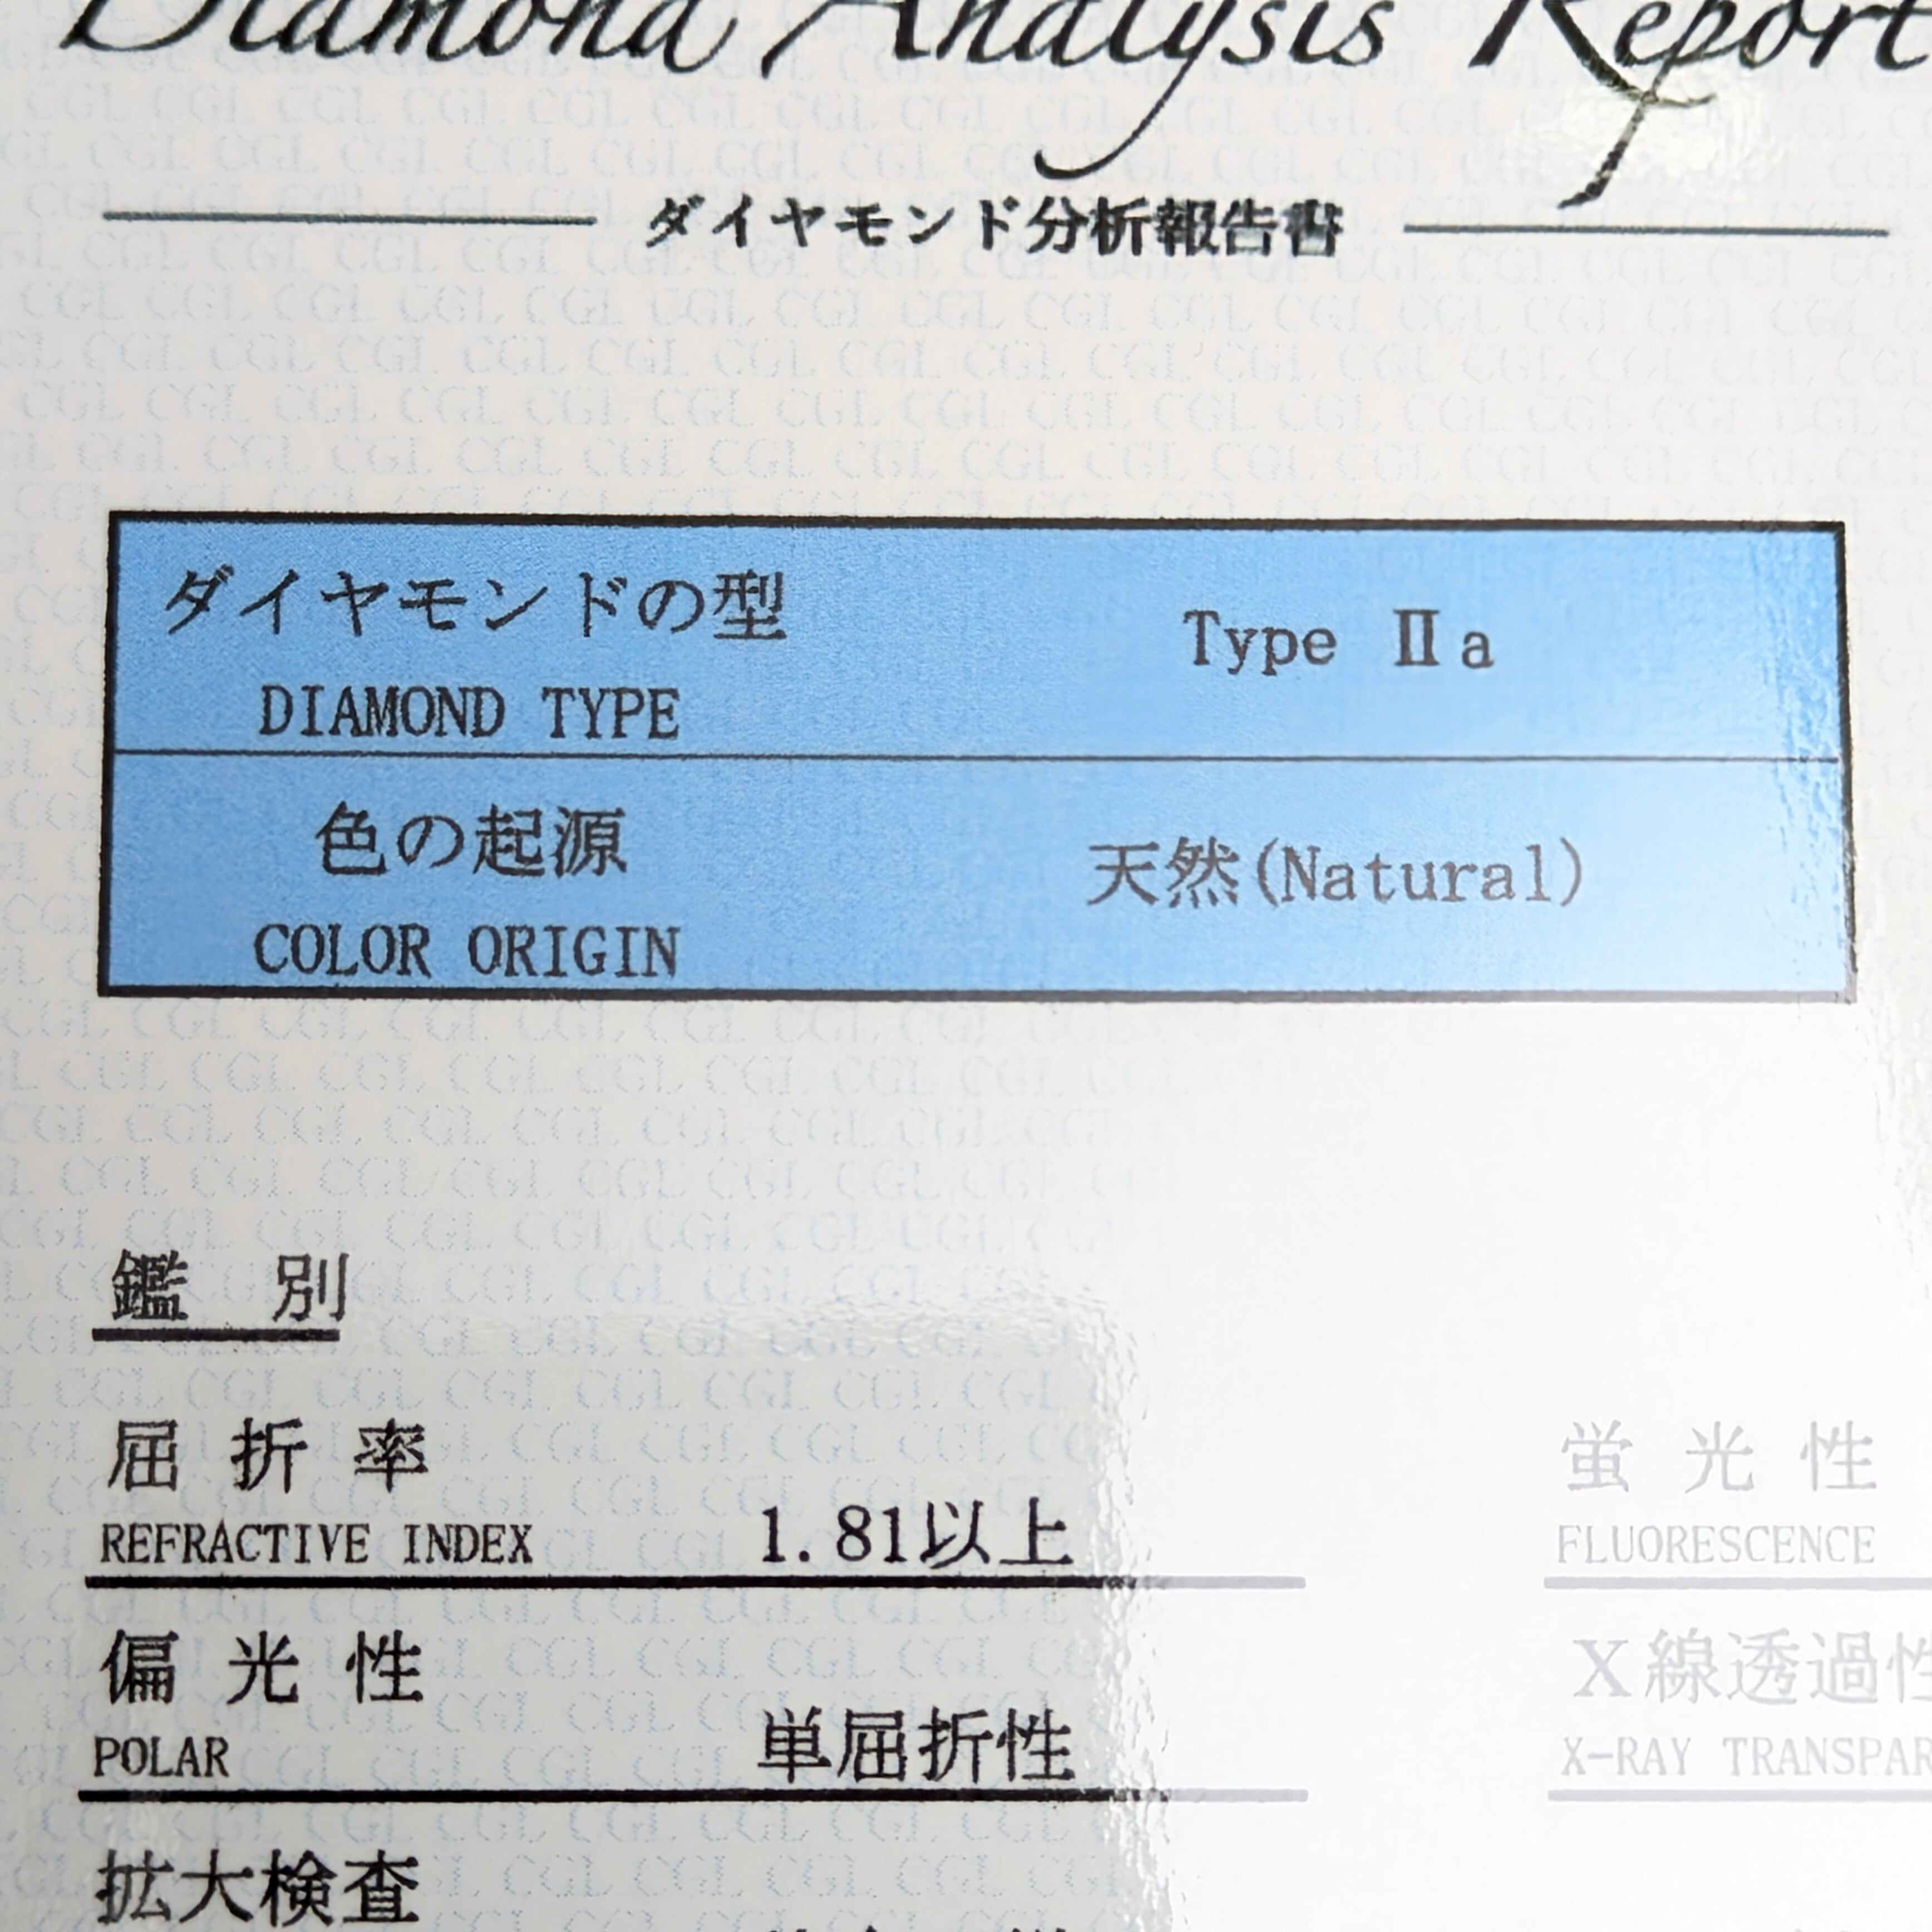 Diamond Analysis Report
ダイヤモンド分析報告書
ダイヤモンドの型
DIAMOND TYPE
Type Ⅱa
色の起源
COLOR ORIGIN
天然(Natural)
鑑 別
屈 折 率
REFRACTIVE INDEX
1.81以上
蛍 光 性
FLUORESCENCE
偏 光 性
POLAR
単屈折性
X線透過性
X-RAY TRANSPAR
拡大検査